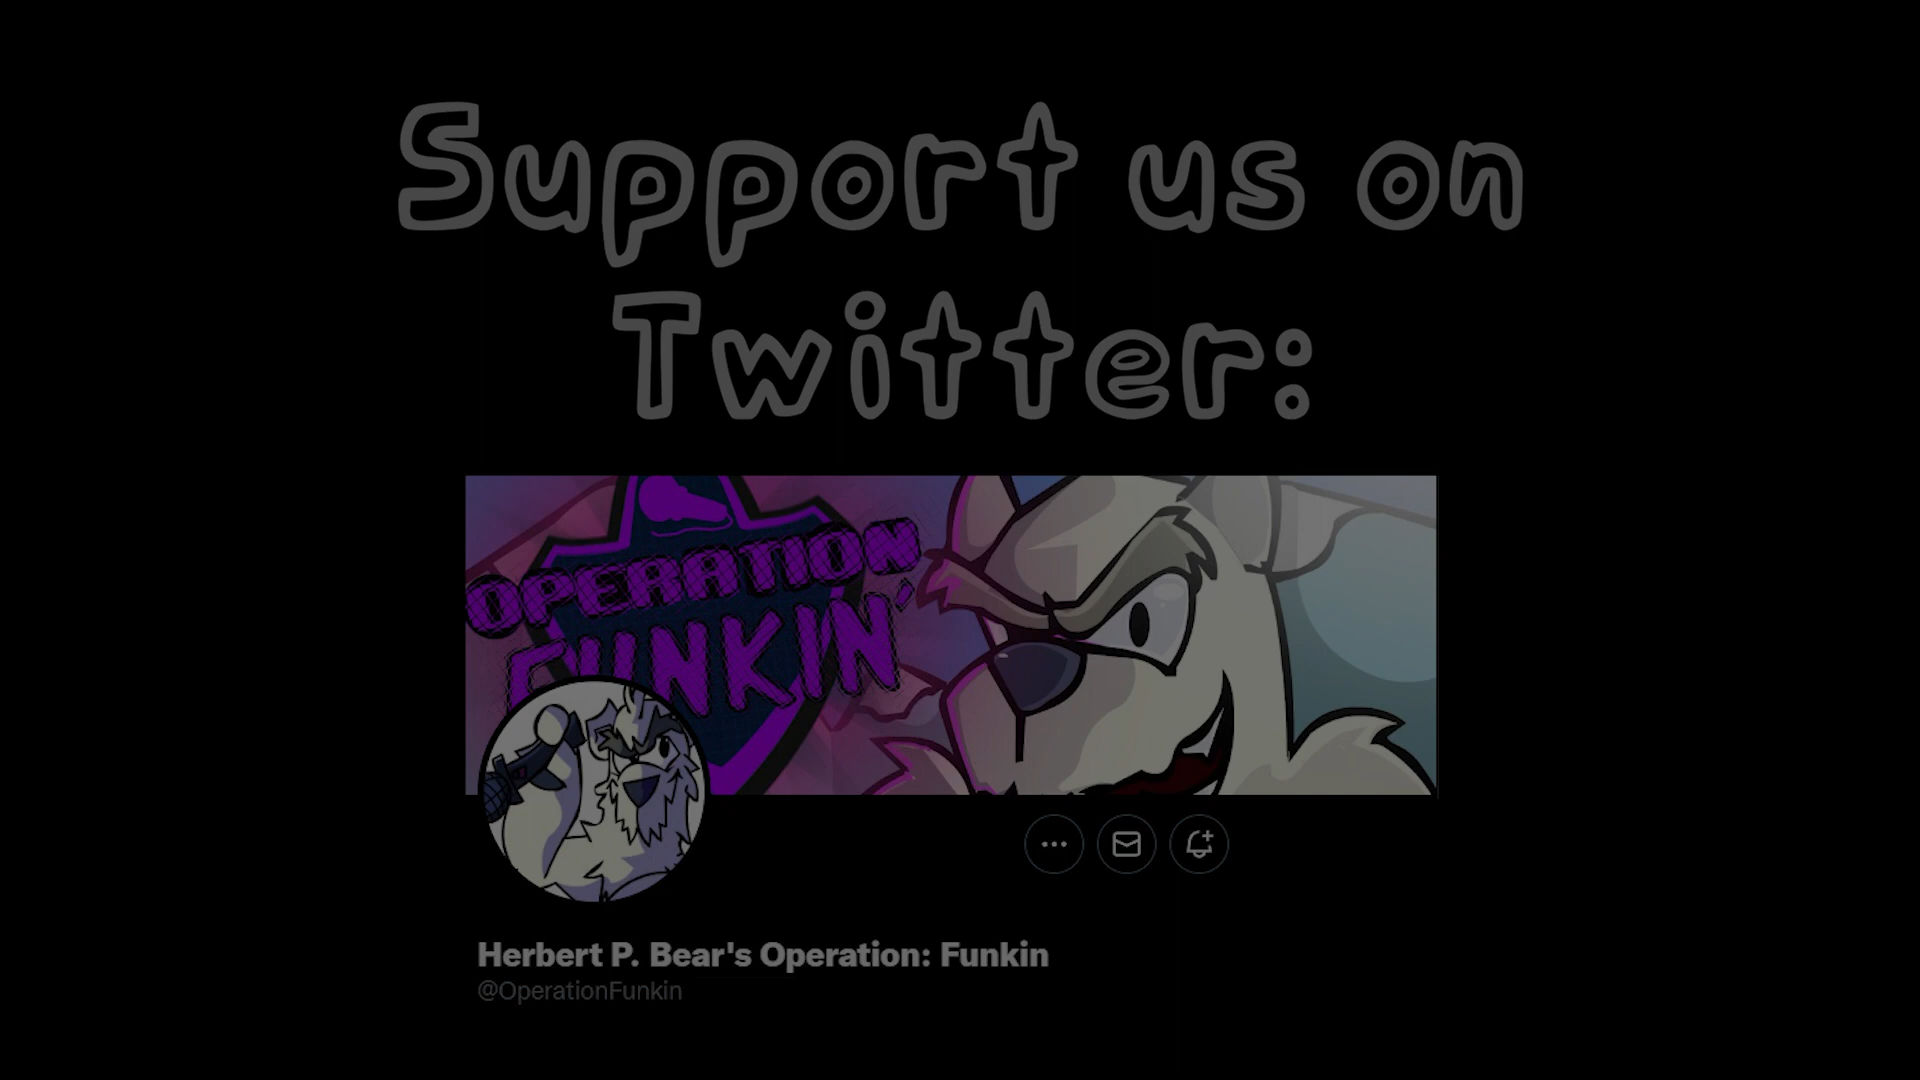 Support us on
Twitter:
OPERATION
FUNKIN'
Herbert P. Bear's Operation: Funkin
@OperationFunkin